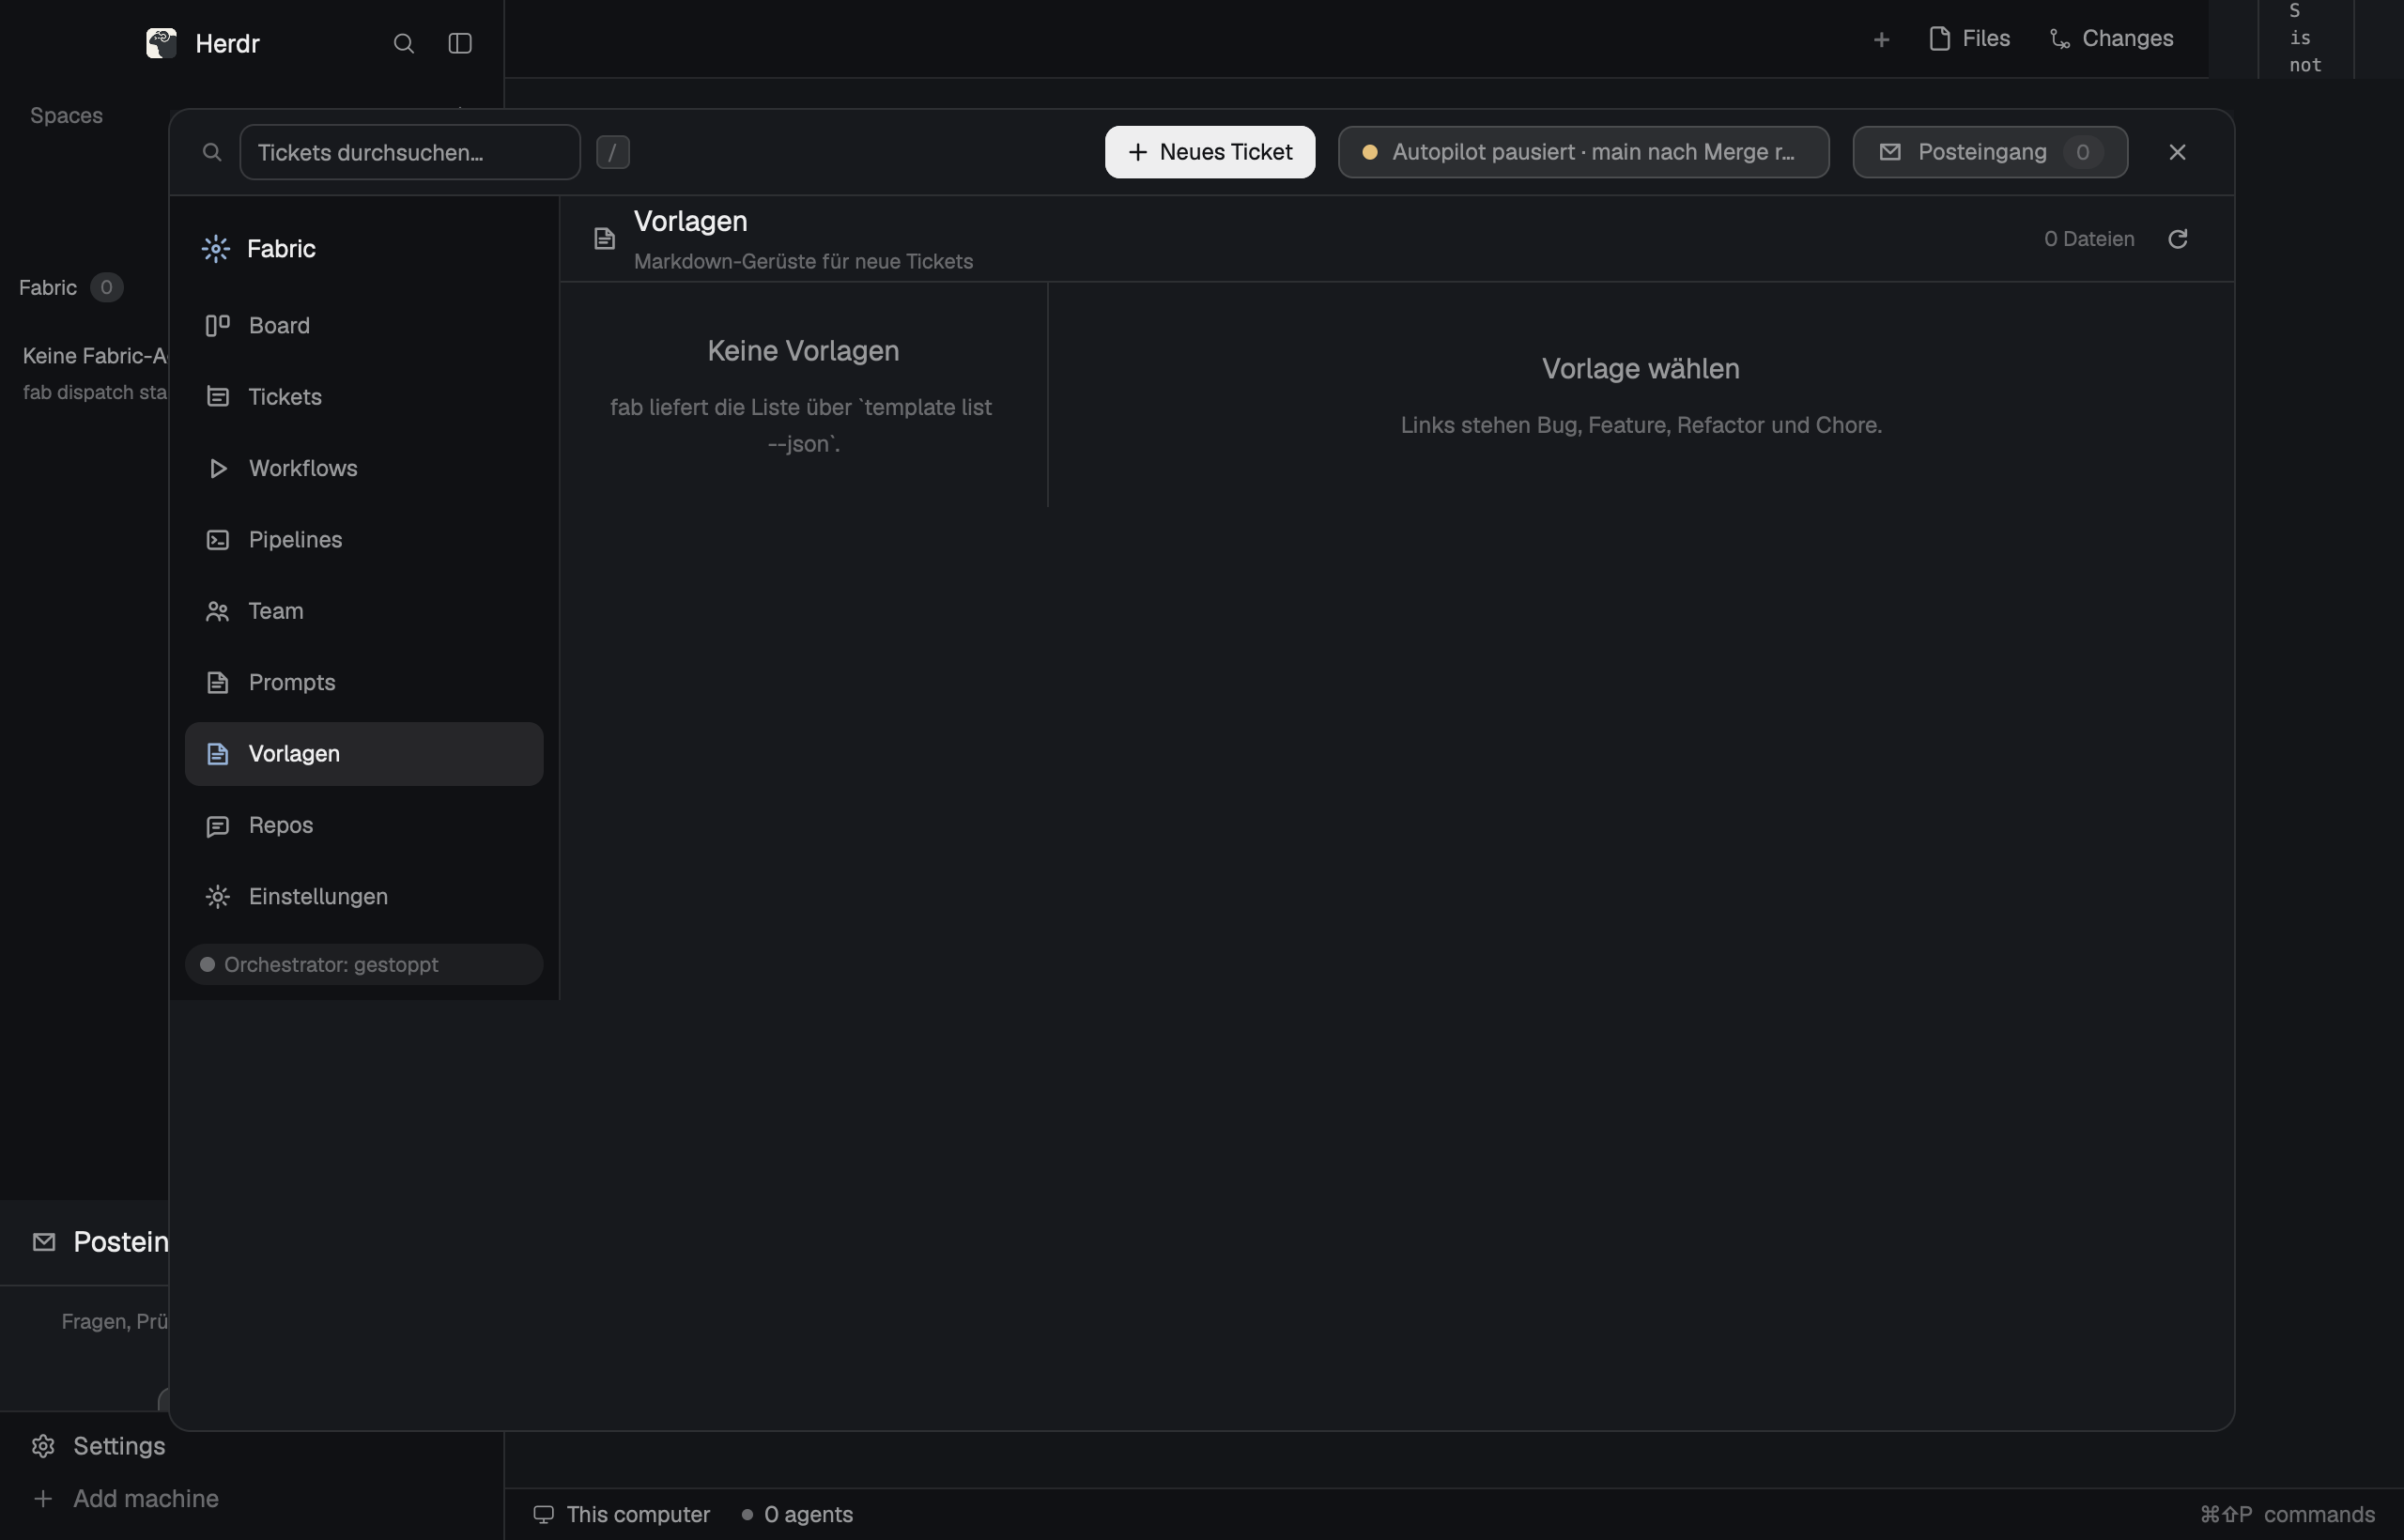 Herdr
Files
Changes
S
is
not
Spaces
Tickets durchsuchen…
/
Neues Ticket
Autopilot pausiert · main nach Merge r…
Posteingang 0
Fabric 0
Keine Fabric-A
fab dispatch sta
Fabric
Board
Tickets
Workflows
Pipelines
Team
Prompts
Vorlagen
Repos
Einstellungen
Orchestrator: gestoppt
Vorlagen
Markdown-Gerüste für neue Tickets
0 Dateien
Keine Vorlagen
fab liefert die Liste über `template list
--json`.
Vorlage wählen
Links stehen Bug, Feature, Refactor und Chore.
Postein
Fragen, Prü
Settings
Add machine
This computer
0 agents
⌘⇧P commands